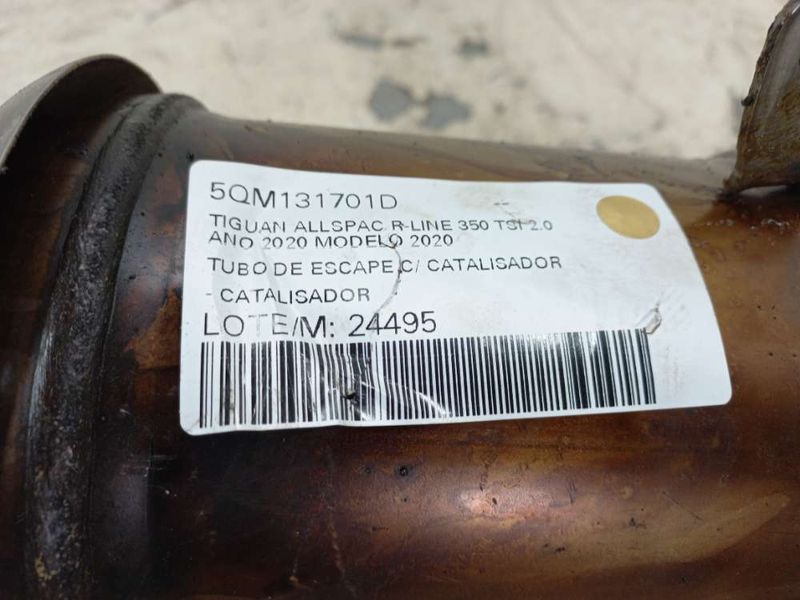 5QM131701D --
TIGUAN ALLSPAC R-LINE 350 TSI 2.0
ANO 2020 MODELO 2020
TUBO DE ESCAPE C/ CATALISADOR
- CATALISADOR -
LOTE/M: 24495